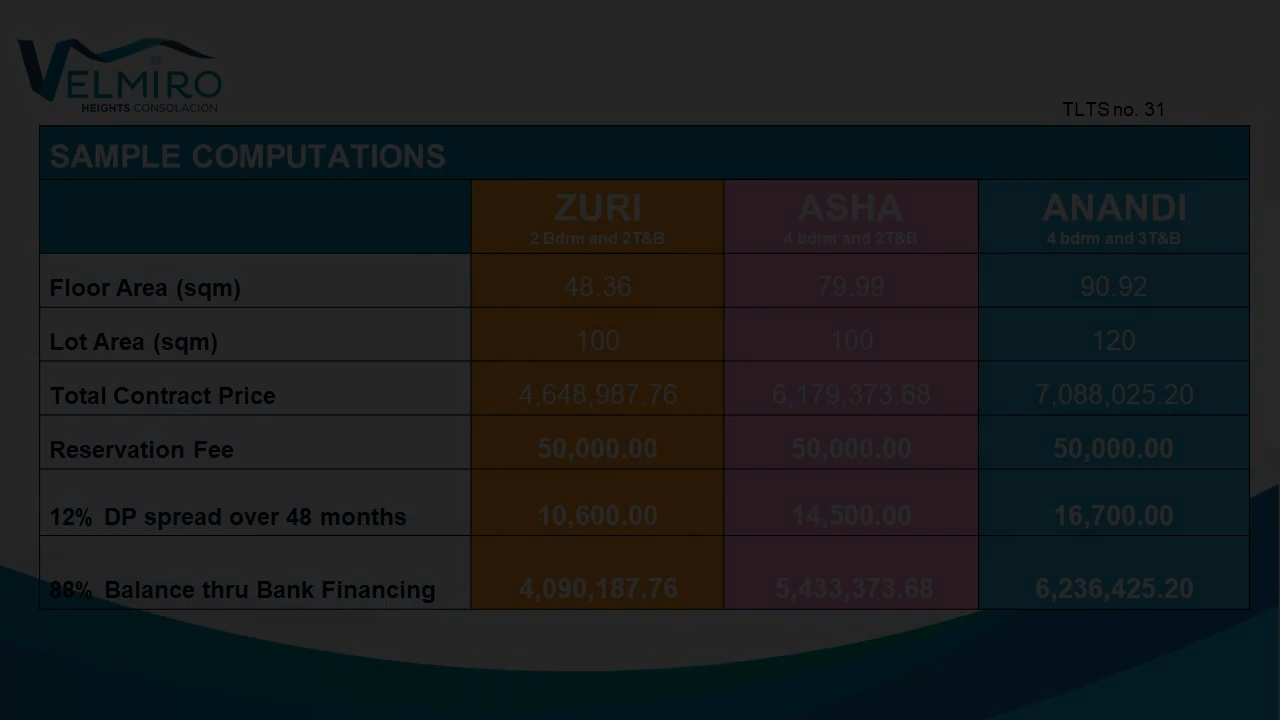 VELMIRO
HEIGHTS CONSOLACION
TLTS no. 31
SAMPLE COMPUTATIONS
ZURI ASHA ANANDI
2 Bdrm and 2T&B 4 bdrm and 2T&B 4 bdrm and 3T&B
Floor Area (sqm) 48.36 79.99 90.92
Lot Area (sqm) 100 100 120
Total Contract Price 4,648,987.76 6,179,373.68 7,088,025.20
Reservation Fee 50,000.00 50,000.00 50,000.00
12% DP spread over 48 months 10,600.00 14.500.00 16,700.00
88% Balance thru Bank Financing 4,090,187.76 5,433,373.68 6,236,425.20